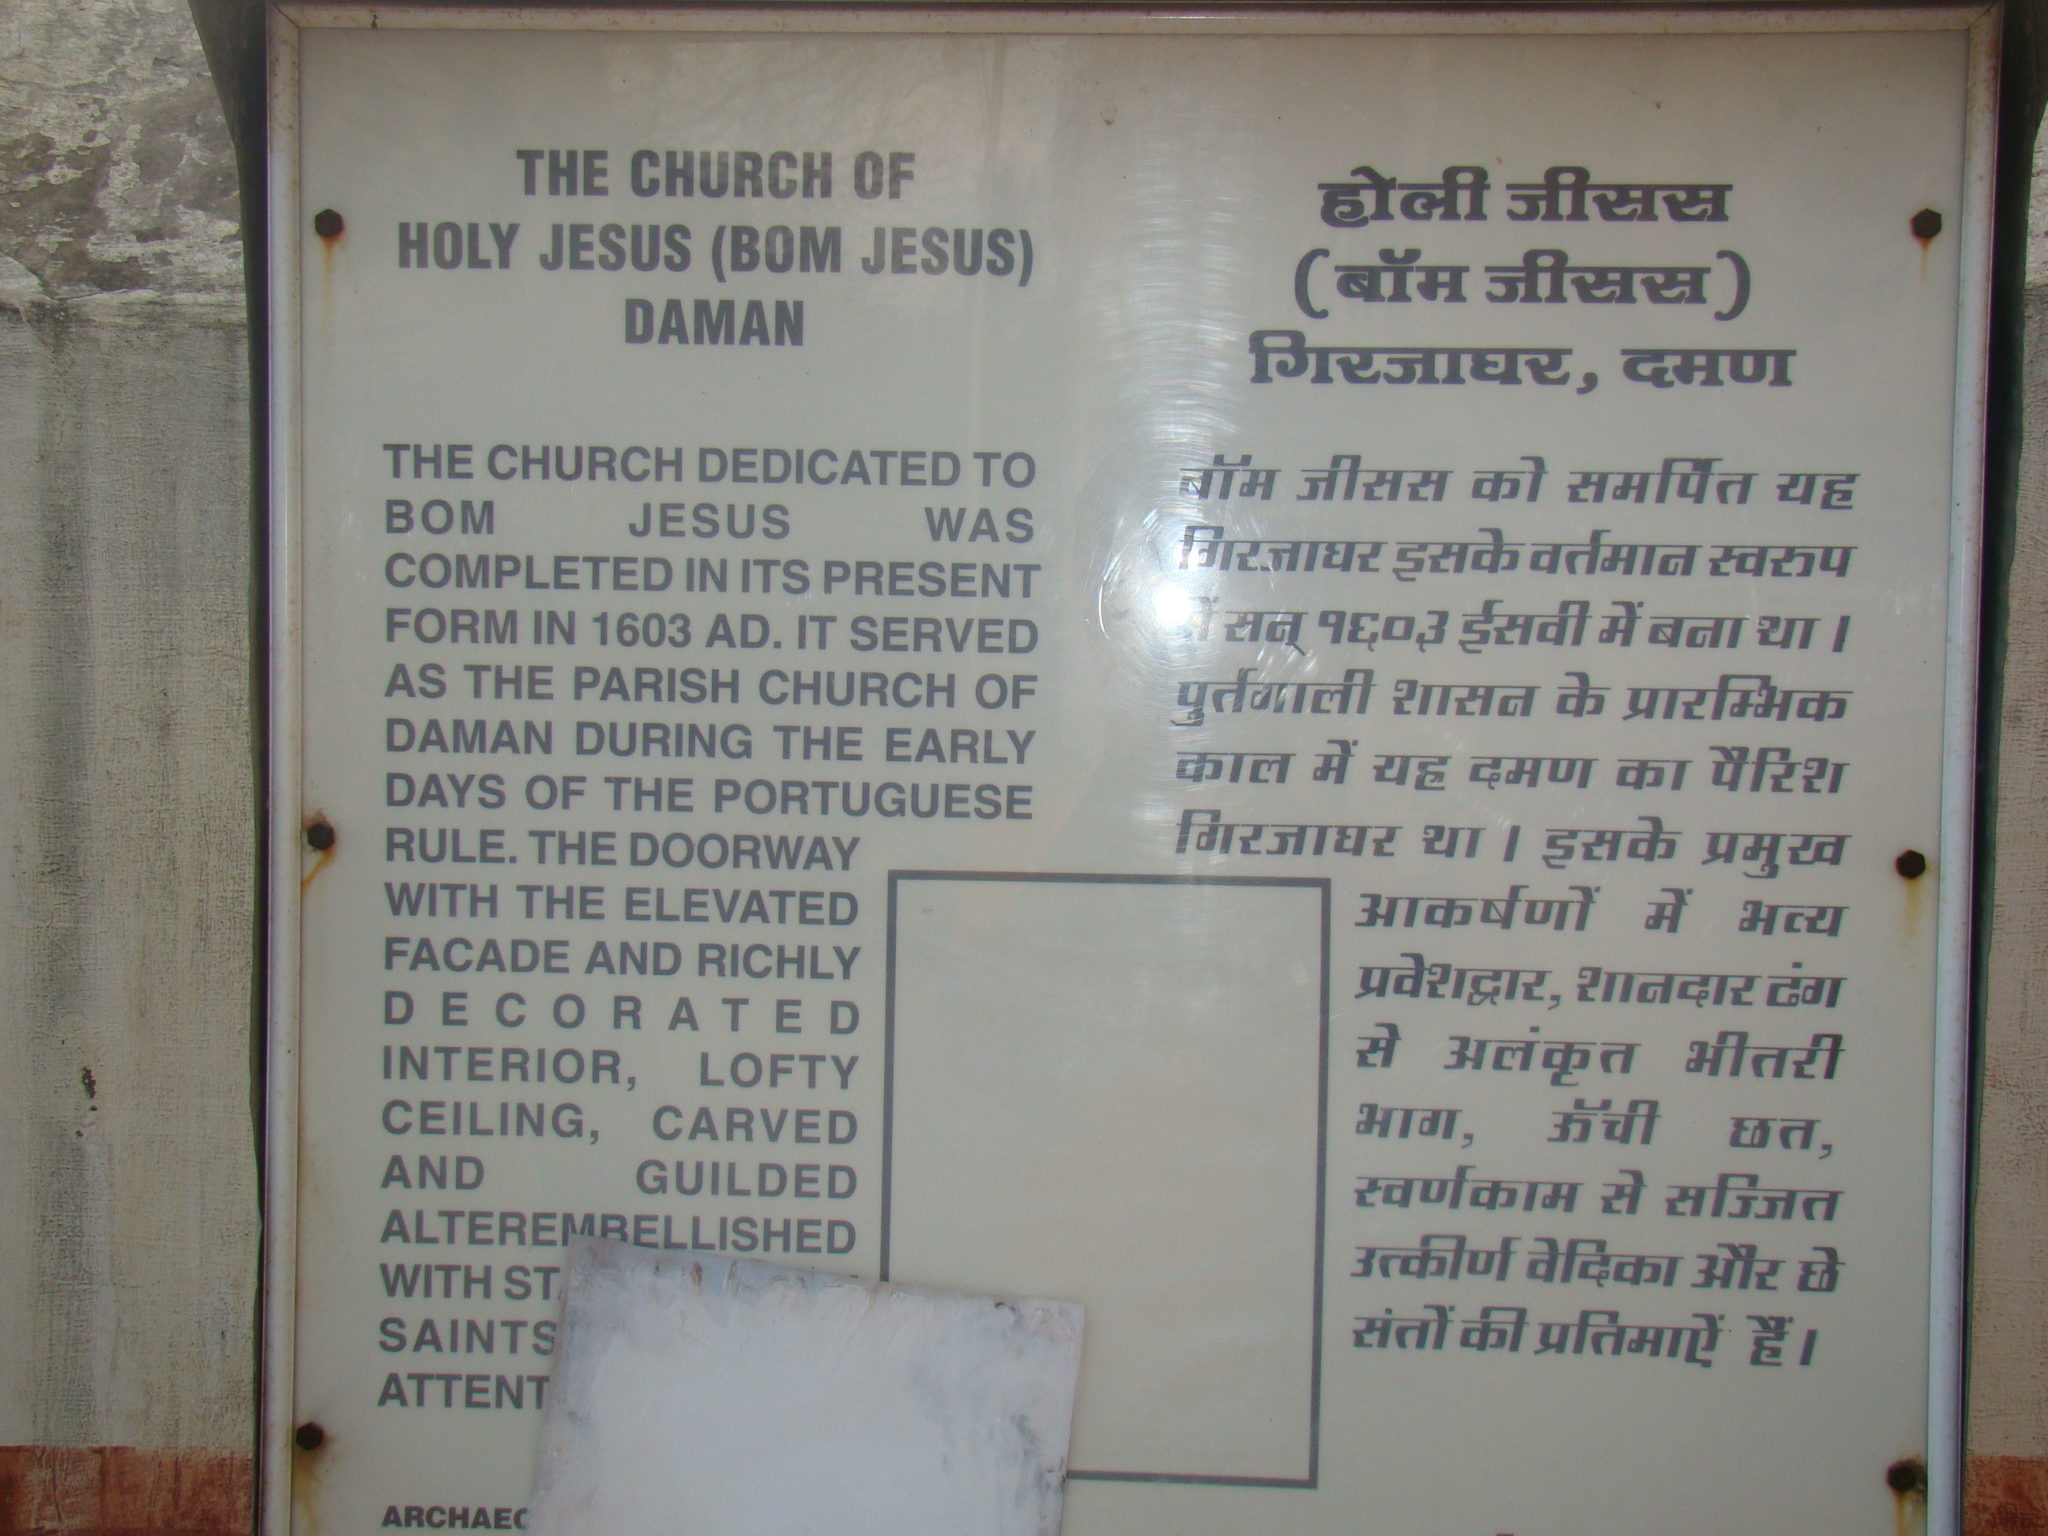 THE CHURCH OF
HOLY JESUS (BOM JESUS)
DAMAN
THE CHURCH DEDICATED TO
BOM JESUS WAS
COMPLETED IN ITS PRESENT
FORM IN 1603 AD. IT SERVED
AS THE PARISH CHURCH OF
DAMAN DURING THE EARLY
DAYS OF THE PORTUGUESE
RULE. THE DOORWAY
WITH THE ELEVATED
FACADE AND RICHLY
DECORATED
INTERIOR, LOFTY
CEILING, CARVED
AND GUILDED
ALTEREMBELLISHED
WITH
SAINTS
होली जीसस
(बॉम जीसस)
गिरजाघर, दमण
बॉम जीसस को समर्पित यह
गिरजाघर इसके वर्तमान स्वरूप
में सन् १६०३ ईसवी में बना था।
पुर्तगाली शासन के प्रारम्भिक
काल में यह दमण का पैरिश
गिरजाघर था। इसके प्रमुख
आकर्षणों में भव्य
प्रवेशद्वार, शानदार ढंग
से अलंकृत भीतरी
भाग, ऊँची छत,
स्वर्णकाम से सज्जित
उत्कीर्ण वेदिका और छे
संतों की प्रतिमाऐं हैं।